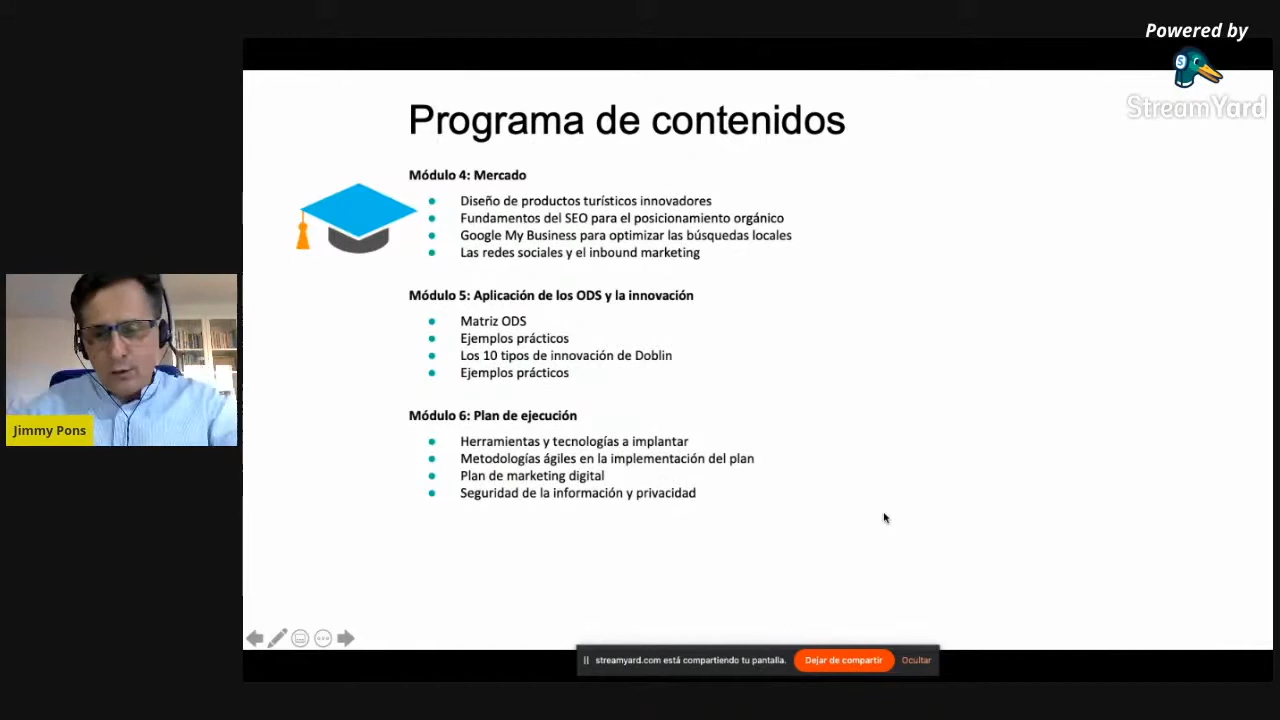 Powered by
StreamYard
Programa de contenidos
Módulo 4: Mercado
Diseño de productos turísticos innovadores
Fundamentos del SEO para el posicionamiento orgánico
Google My Business para optimizar las búsquedas locales
Las redes sociales y el inbound marketing
Módulo 5: Aplicación de los ODS y la innovación
Matriz ODS
Ejemplos prácticos
Los 10 tipos de innovación de Doblin
Ejemplos prácticos
Módulo 6: Plan de ejecución
Herramientas y tecnologías a implantar
Metodologías ágiles en la implementación del plan
Plan de marketing digital
Seguridad de la información y privacidad
Jimmy Pons
streamyard.com está compartiendo tu pantalla. Dejar de compartir Ocultar